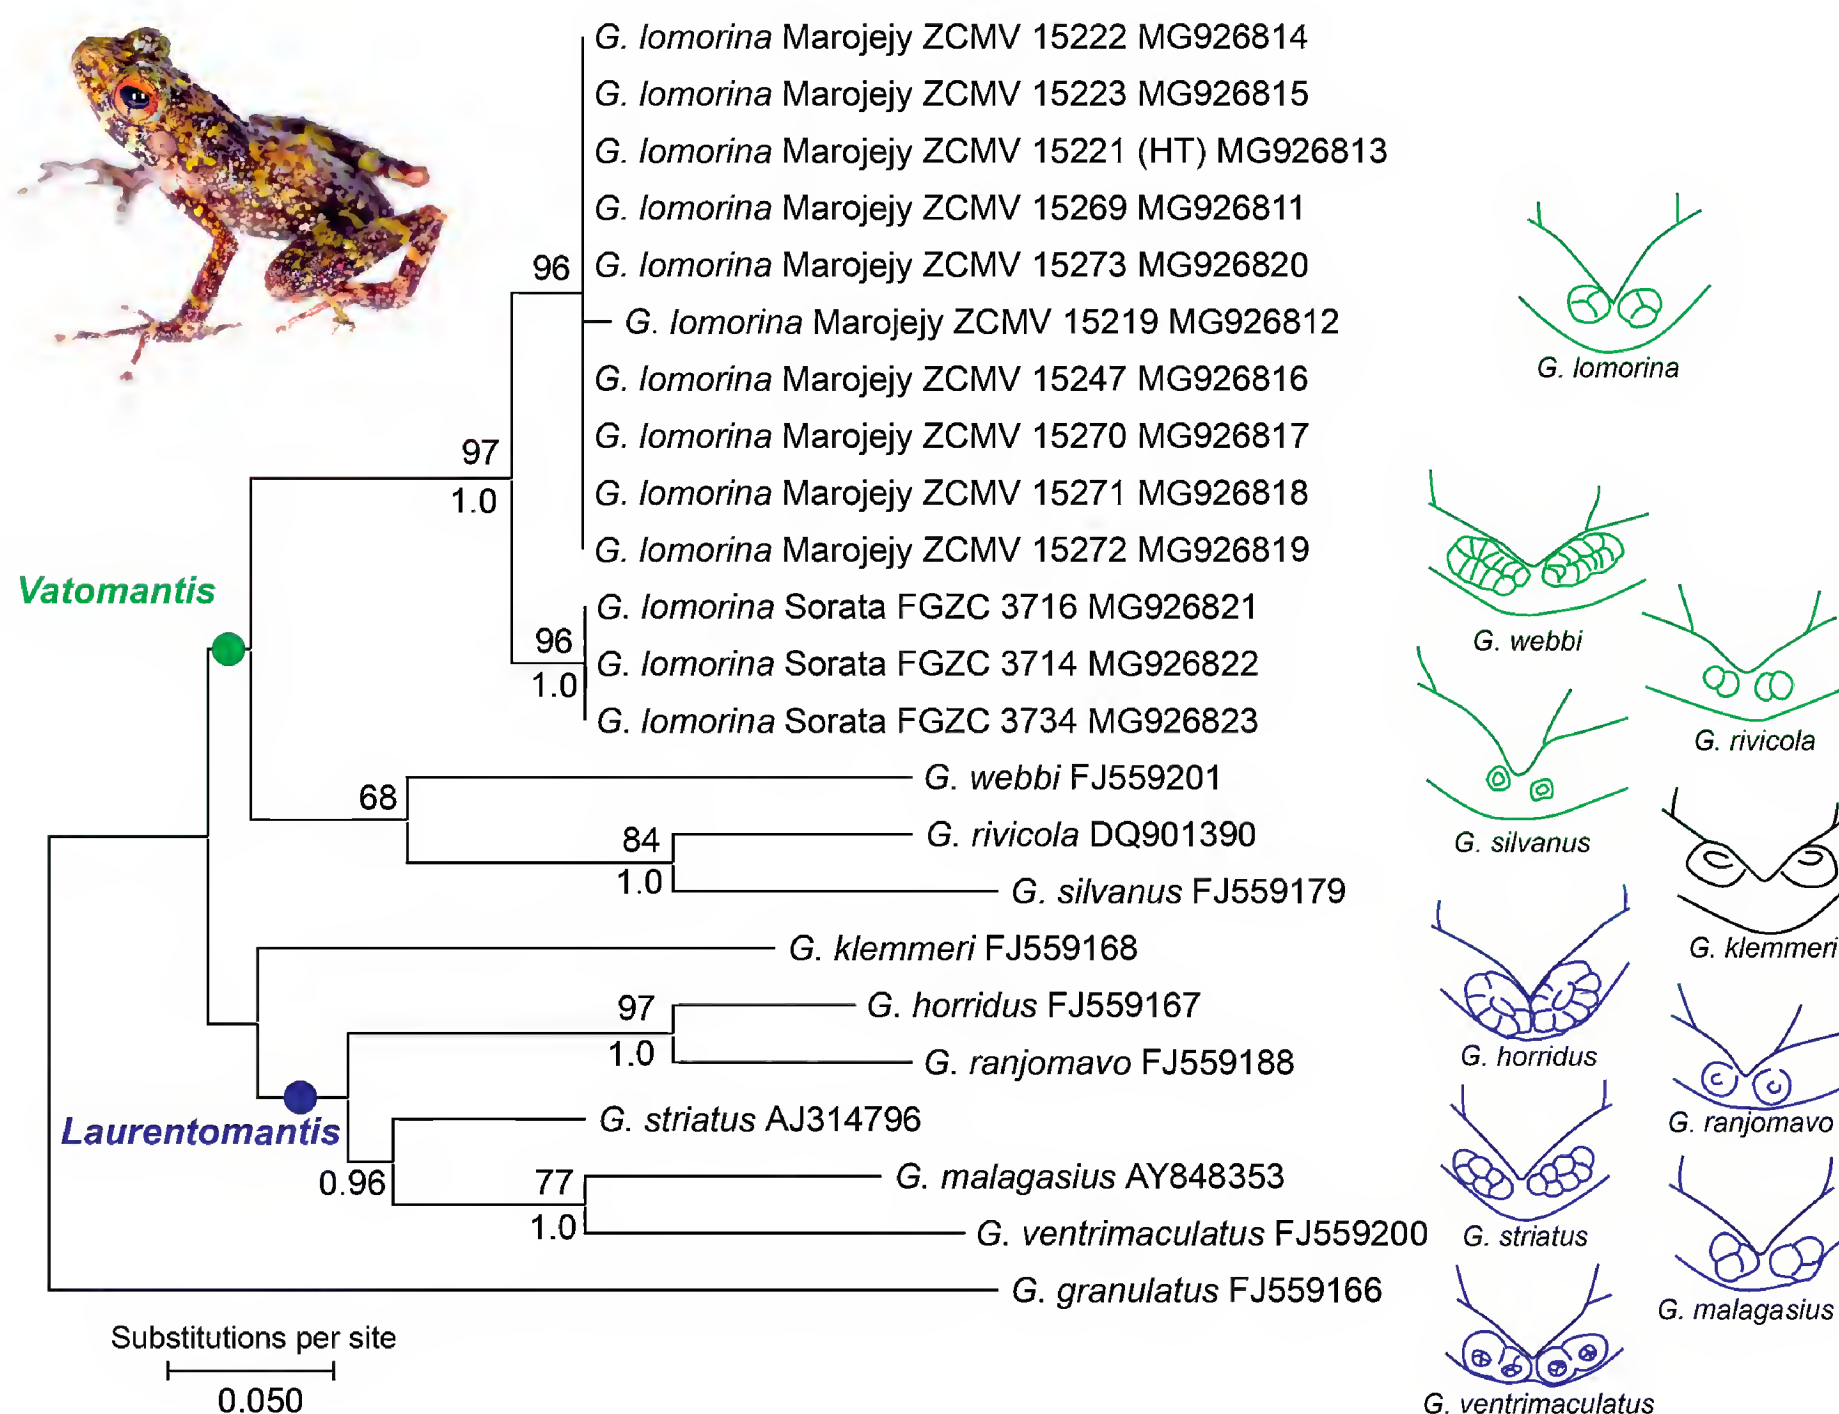 G. lomorina Marojejy ZCMV 15222 MG926814
G. lomorina Marojejy ZCMV 15223 MG926815
G. lomorina Marojejy ZCMV 15221 (HT) MG926813
G. lomorina Marojejy ZCMV 15269 MG926811
96
G. lomorina Marojejy ZCMV 15273 MG926820
G. lomorina Marojejy ZCMV 15219 MG926812
G. lomorina Marojejy ZCMV 15247 MG926816
97
G. lomorina Marojejy ZCMV 15270 MG926817
1.0
G. lomorina Marojejy ZCMV 15271 MG926818
G. lomorina Marojejy ZCMV 15272 MG926819
Vatomantis
G. lomorina Sorata FGZC 3716 MG926821
96
1.0
G. lomorina Sorata FGZC 3714 MG926822
G. lomorina Sorata FGZC 3734 MG926823
68
G. webbi FJ559201
84
1.0
G. rivicola DQ901390
G. silvanus FJ559179
G. klemmeri FJ559168
97
1.0
G. horridus FJ559167
G. ranjomavo FJ559188
Laurentomantis
G. striatus AJ314796
0.96
77
1.0
G. malagasius AY848353
G. ventrimaculatus FJ559200
G. granulatus FJ559166
Substitutions per site
0.050
G. lomorina
G. webbi
G. rivicola
G. silvanus
G. klemmeri
G. horridus
G. ranjomavo
G. striatus
G. malagasius
G. ventrimaculatus